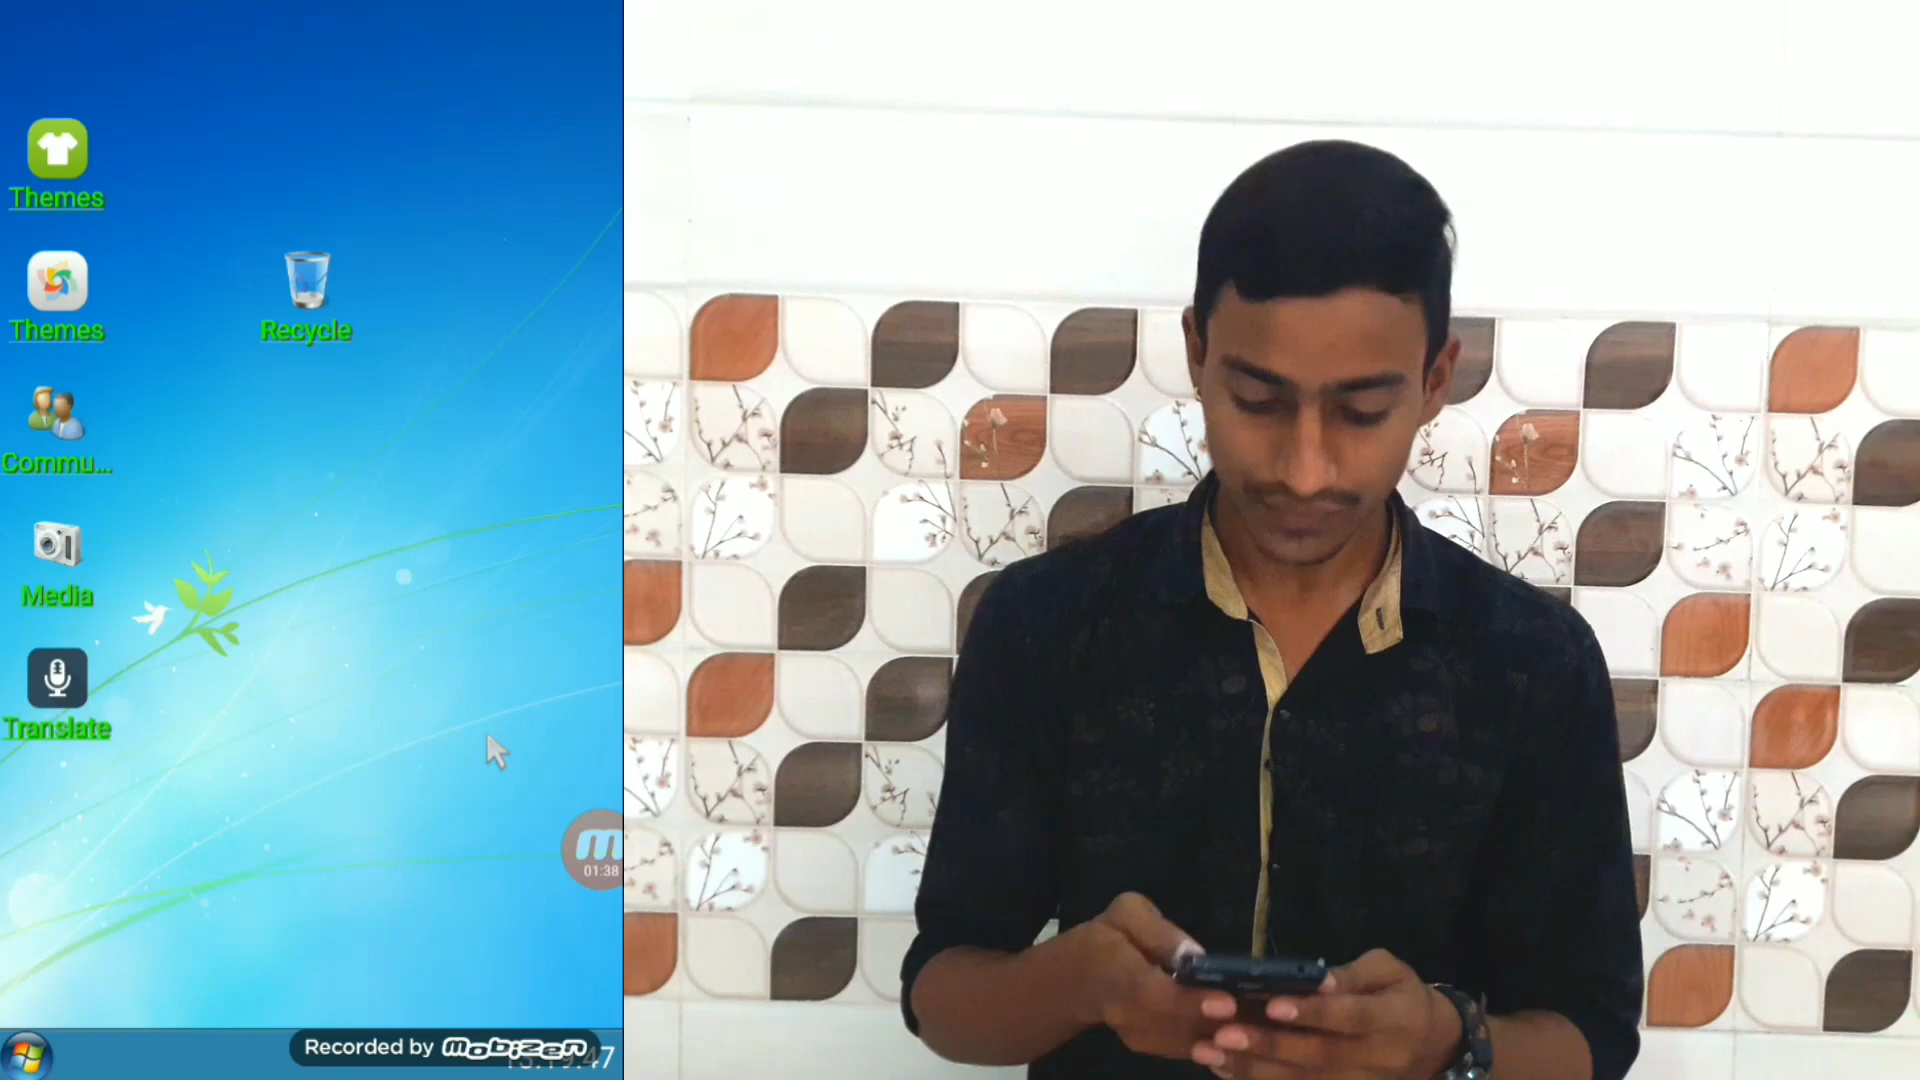 Themes
Themes
Recycle
Commu...
Media
Translate
m
01:38
Recorded by mobizen